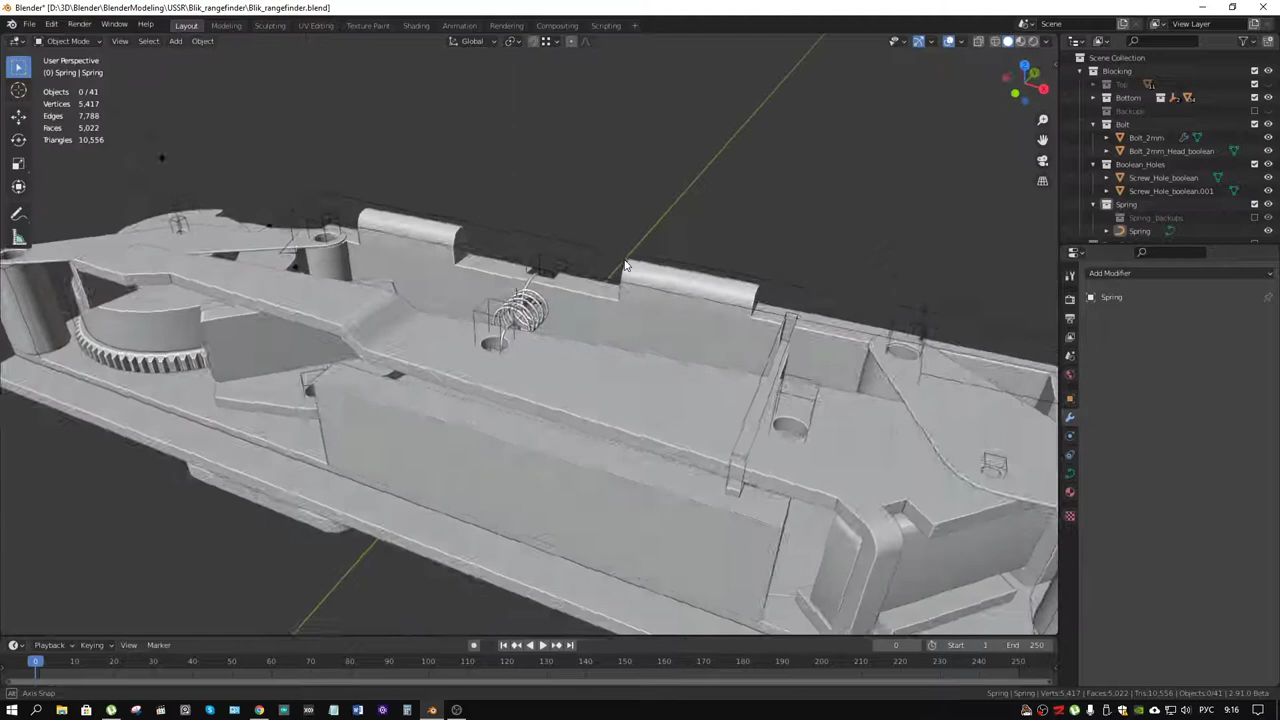 Blender* [D:\3D\BlenderModeling\USSR\Blik_rangefinder\Blik_rangefinder.blend]
File Edit Render Window Help Layout Modeling Sculpting UV Editing Texture Paint Shading Animation Rendering Compositing Scripting + Scene View Layer
Object Mode View Select Add Object Global
User Perspective
(0) Spring | Spring
Objects 0/41
Vertices 5,417
Edges 7,788
Faces 5,022
Triangles 10,556
Scene Collection
Blocking
Top
Bottom
Backups
Bolt
Bolt_2mm
Bolt_2mm_Head_boolean
Boolean_Holes
Screw_Hole_boolean
Screw_Hole_boolean.001
Spring
Spring_Backups
Spring
Add Modifier
Spring
X
Y
Z
Playback Keying View Marker 0 Start 1 End 250
0 10 20 30 40 50 60 70 80 90 100 110 120 130 140 150 160 170 180 190 200 210 220 230 240 250
Axis Snap Spring | Spring | Verts:5,417 | Faces:5,022 | Tris:10,556 | Objects:0/41 | 2.91.0 Beta
РУС 9:16